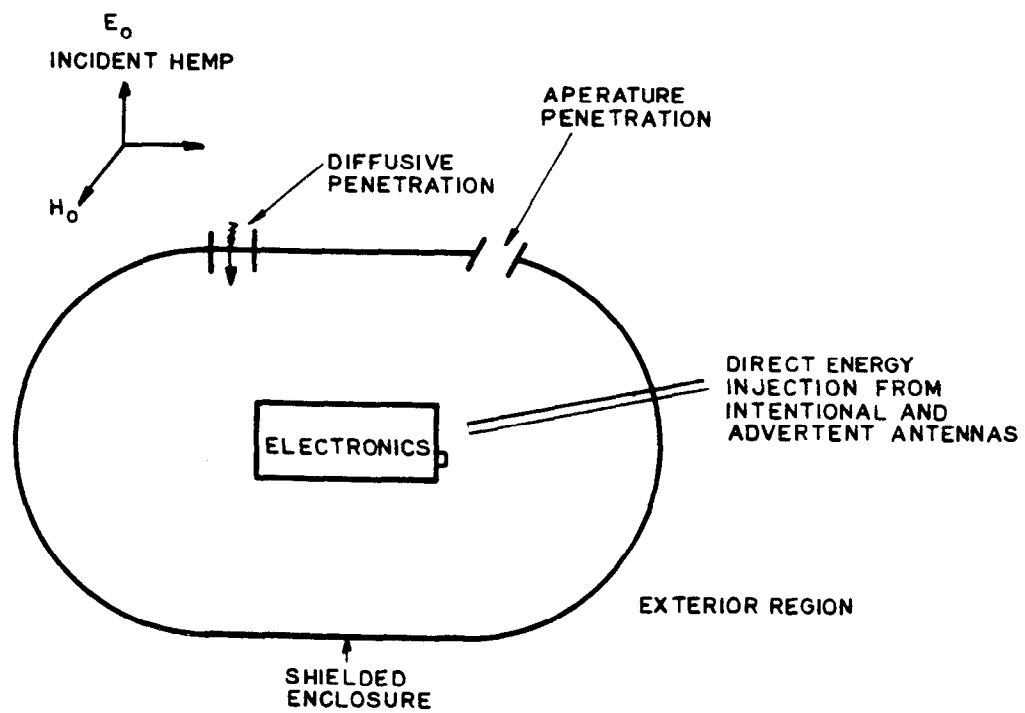 E₀
INCIDENT HEMP
H₀
DIFFUSIVE
PENETRATION
APERATURE
PENETRATION
DIRECT ENERGY
INJECTION FROM
INTENTIONAL AND
ADVERTENT ANTENNAS
ELECTRONICS
EXTERIOR REGION
SHIELDED
ENCLOSURE